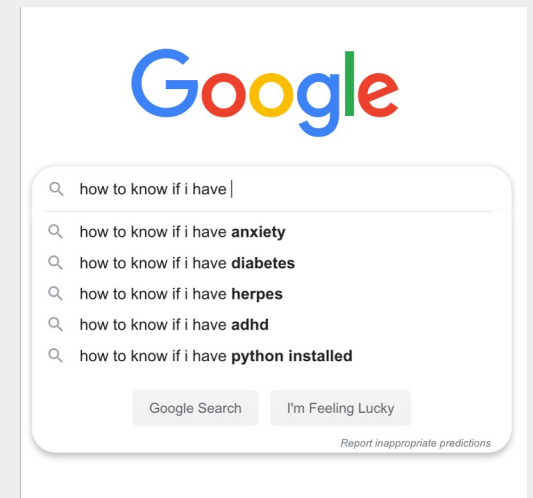 Google
how to know if i have
how to know if i have anxiety
how to know if i have diabetes
how to know if i have herpes
how to know if i have adhd
how to know if i have python installed
Google Search I'm Feeling Lucky
Report inappropriate predictions